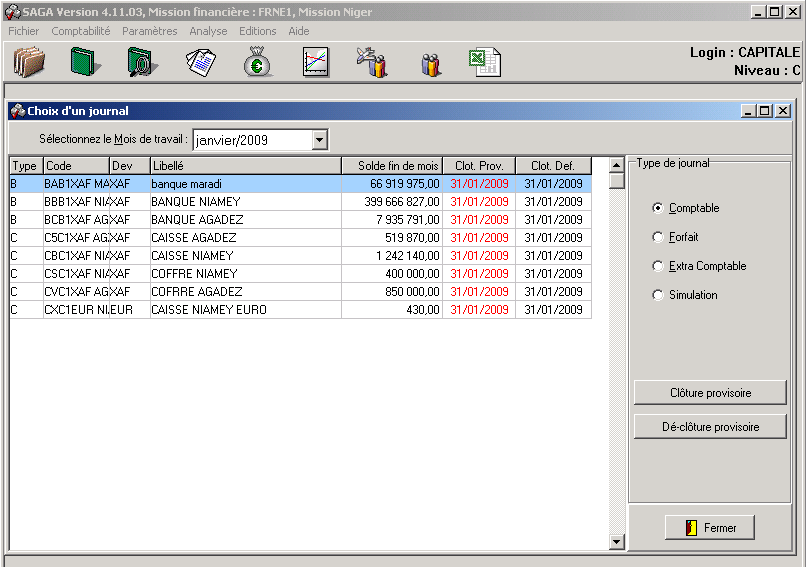 SAGA Version 4.11.03, Mission financière : FRNE1, Mission Niger
Fichier Comptabilité Paramètres Analyse Editions Aide
Login : CAPITALE
Niveau : C
Choix d'un journal
Sélectionnez le Mois de travail : janvier/2009
Type Code Dev Libellé Solde fin de mois Clot. Prov. Clot. Def.
B BAB1XAF MA XAF banque maradi 66 919 975,00 31/01/2009 31/01/2009
B BBB1XAF NIA XAF BANQUE NIAMEY 399 666 827,00 31/01/2009 31/01/2009
B BCB1XAF AG XAF BANQUE AGADEZ 7 935 791,00 31/01/2009 31/01/2009
C C5C1XAF AG XAF CAISSE AGADEZ 519 870,00 31/01/2009 31/01/2009
C CBC1XAF NIA XAF CAISSE NIAMEY 1 242 140,00 31/01/2009 31/01/2009
C CSC1XAF NIA XAF COFFRE NIAMEY 400 000,00 31/01/2009 31/01/2009
C CVC1XAF AG XAF COFRRE AGADEZ 850 000,00 31/01/2009 31/01/2009
C CXC1EUR NI EUR CAISSE NIAMEY EURO 430,00 31/01/2009 31/01/2009
Type de journal
Comptable
Forfait
Extra Comptable
Simulation
Clôture provisoire
Dé-clôture provisoire
Fermer